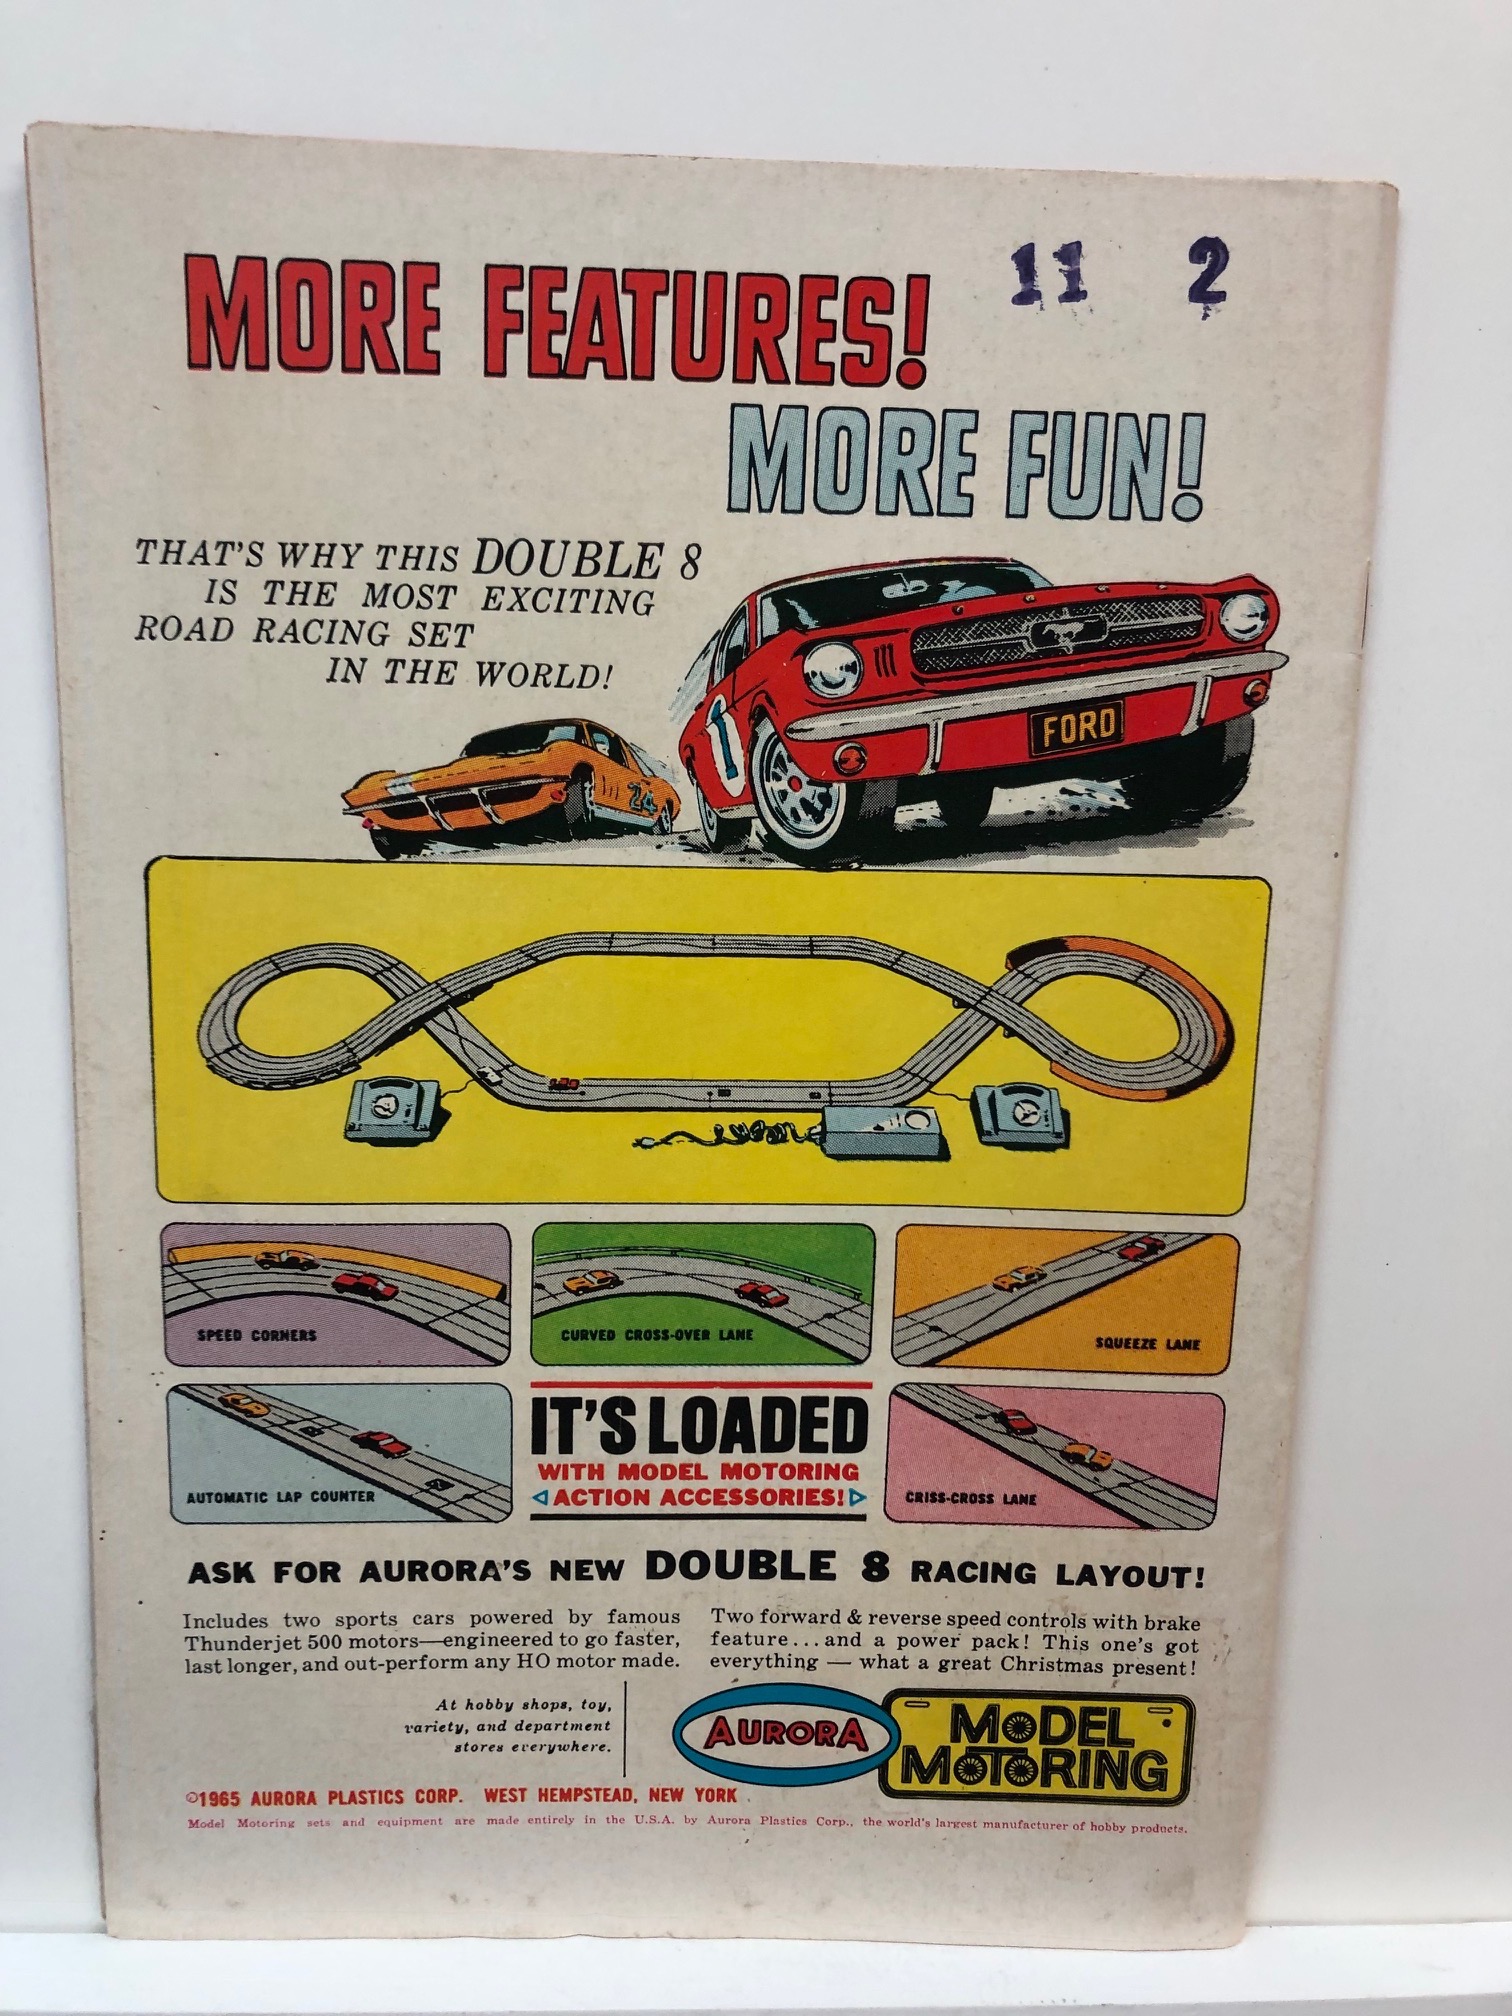 11 2
MORE FEATURES!
MORE FUN!
THAT'S WHY THIS DOUBLE 8
IS THE MOST EXCITING
ROAD RACING SET
IN THE WORLD!
FORD
1
24
SPEED CORNERS
CURVED CROSS-OVER LANE
SQUEEZE LANE
AUTOMATIC LAP COUNTER
IT'S LOADED
WITH MODEL MOTORING
ACTION ACCESSORIES!
CRISS-CROSS LANE
ASK FOR AURORA'S NEW DOUBLE 8 RACING LAYOUT!
Includes two sports cars powered by famous
Thunderjet 500 motors—engineered to go faster,
last longer, and out-perform any HO motor made.
Two forward & reverse speed controls with brake
feature...and a power pack! This one's got
everything — what a great Christmas present!
At hobby shops, toy,
variety, and department
stores everywhere.
AURORA
MODEL
MOTORING
©1965 AURORA PLASTICS CORP. WEST HEMPSTEAD, NEW YORK
Model Motoring sets and equipment are made entirely in the U.S.A. by Aurora Plastics Corp., the world's largest manufacturer of hobby products.